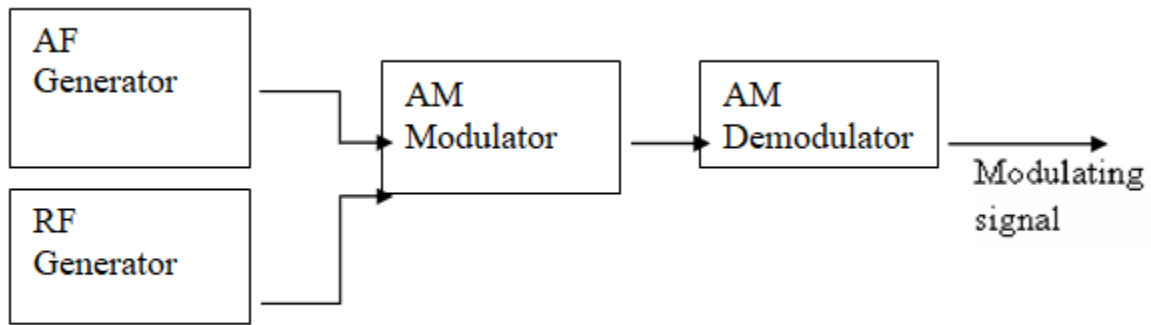 AF
Generator
RF
Generator
AM
Modulator
AM
Demodulator
Modulating
signal